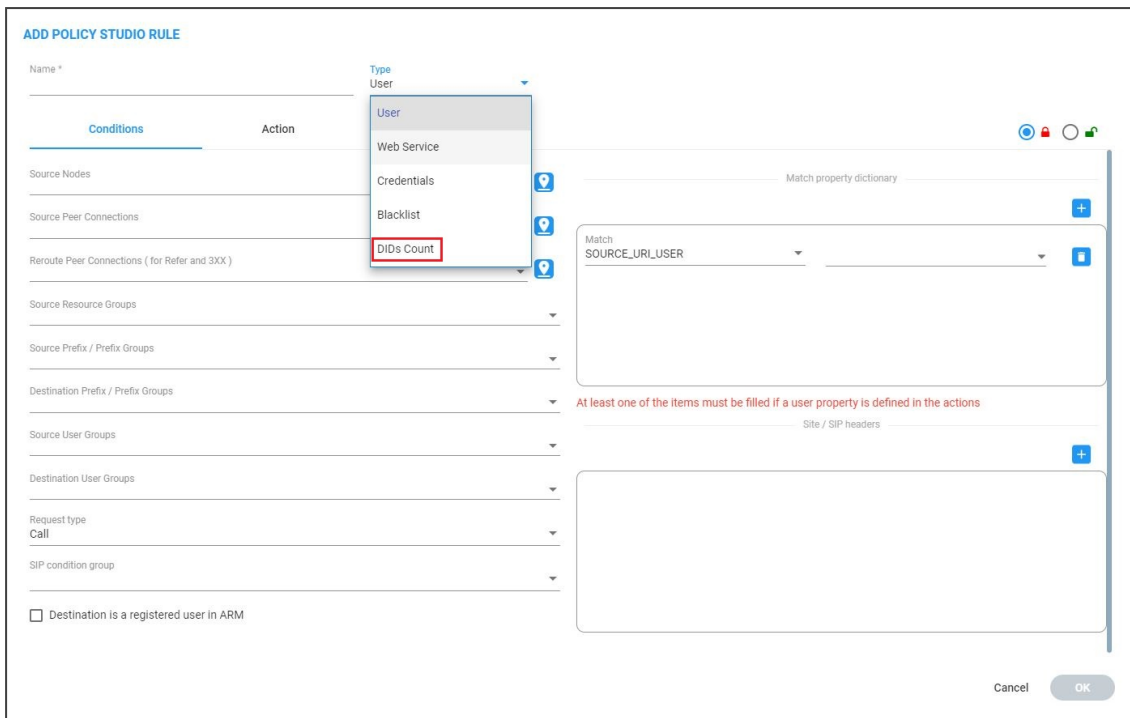 ADD POLICY STUDIO RULE
Name *
Type
User
User
Web Service
Credentials
Blacklist
DIDs Count
Conditions
Action
Source Nodes
Source Peer Connections
Reroute Peer Connections ( for Refer and 3XX )
Source Resource Groups
Source Prefix / Prefix Groups
Destination Prefix / Prefix Groups
Source User Groups
Destination User Groups
Request type
Call
SIP condition group
Destination is a registered user in ARM
Match property dictionary
+
Match
SOURCE_URI_USER
At least one of the items must be filled if a user property is defined in the actions
Site / SIP headers
+
Cancel
OK